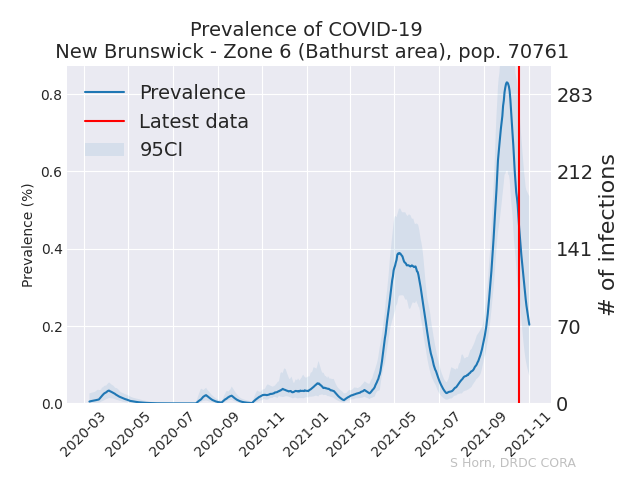 Prevalence of COVID-19
New Brunswick - Zone 6 (Bathurst area), pop. 70761
Prevalence
Latest data
95CI
Prevalence (%)
0.8
0.6
0.4
0.2
0.0
283
212
141
70
0
# of infections
2020-03
2020-05
2020-07
2020-09
2020-11
2021-01
2021-03
2021-05
2021-07
2021-09
2021-11
S Horn, DRDC CORA